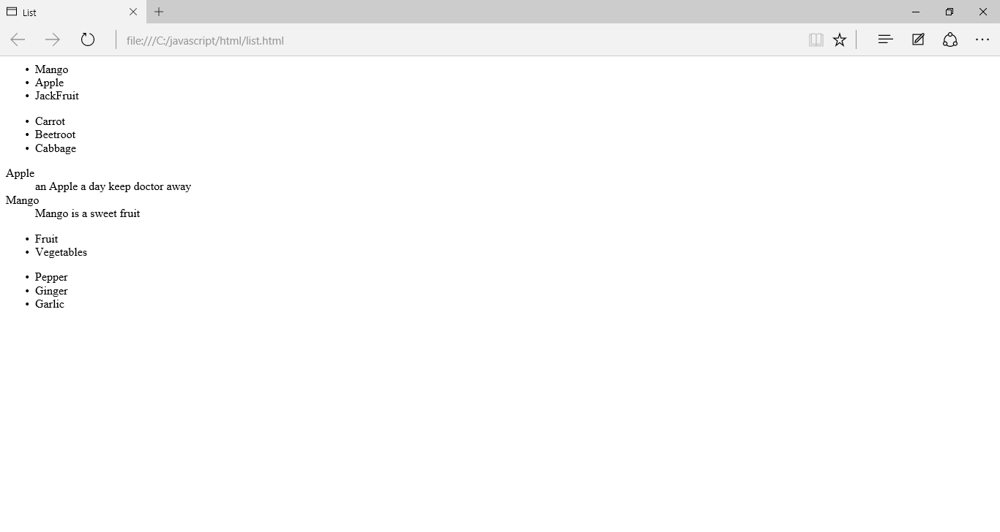 List
file:///C:/javascript/html/list.html
• Mango
• Apple
• JackFruit
• Carrot
• Beetroot
• Cabbage
Apple
an Apple a day keep doctor away
Mango
Mango is a sweet fruit
• Fruit
• Vegetables
• Pepper
• Ginger
• Garlic